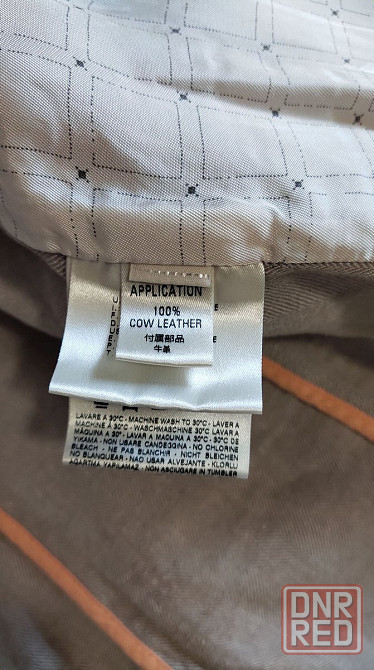 APPLICATION
100%
COW LEATHER
付属部品
牛革
LAVARE A 30°C - MACHINE WASH TO 30°C - LAVER A
MACHINE A 30°C - WASCHMASCHINE 30°C - LAVAR A
MÁQUINA A 30° - LAVAR A MÁQUINA A 30°C - 30°C DE
YIKAMA - NON USARE CANDEGGINA - NO CHLORINE
BLEACH - NE PAS BLANCHIR - NICHT BLEICHEN
NO BLANQUEAR - NÃO USAR ALVEJANTE - KLORLU
AĞARTMA YAPILAMAZ - NON ASCIUGARE IN TUMBLER
DNR
RED